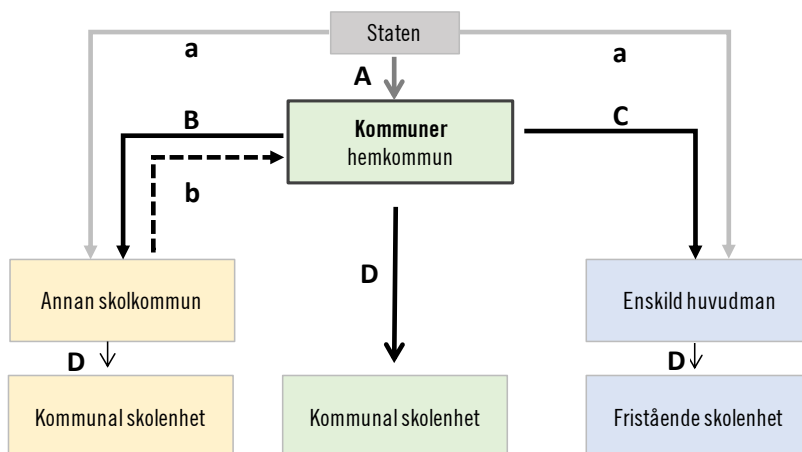 Staten
a
a
A
B
Kommuner
hemkommun
C
b
D
Annan skolkommun
Enskild huvudman
D
D
Kommunal skolenhet
Kommunal skolenhet
Fristående skolenhet